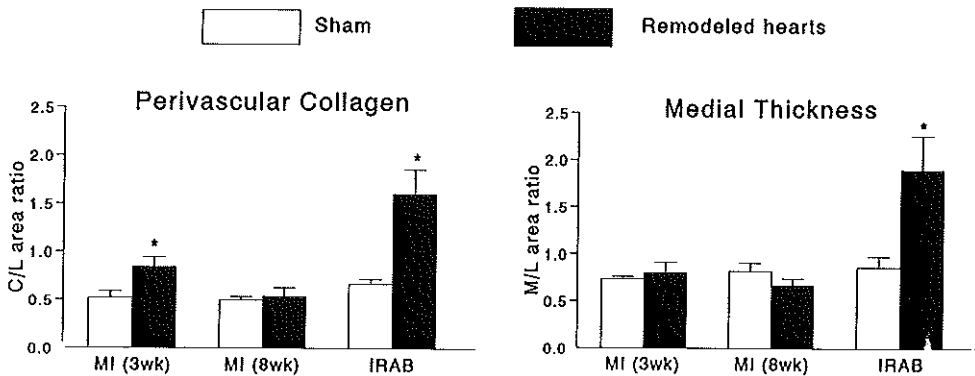 Sham
Remodeled hearts
Perivascular Collagen
C/L area ratio
2.5
2.0
1.5
1.0
0.5
0.0
*
*
MI (3wk)
MI (8wk)
IRAB
Medial Thickness
M/L area ratio
2.5
2.0
1.5
1.0
0.5
0.0
*
MI (3wk)
MI (8wk)
IRAB